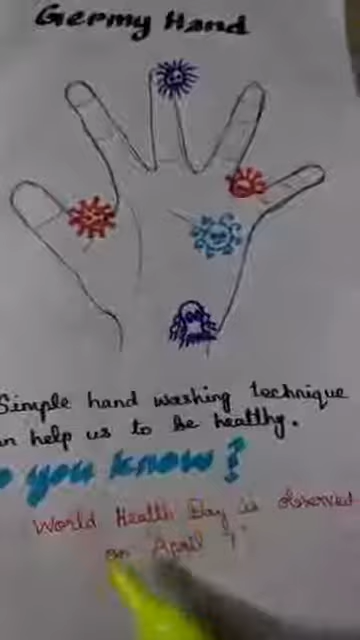 Germy Hand
Simple hand washing technique
n help us to be healthy.
you know?
World Health Day is observed
on April 7